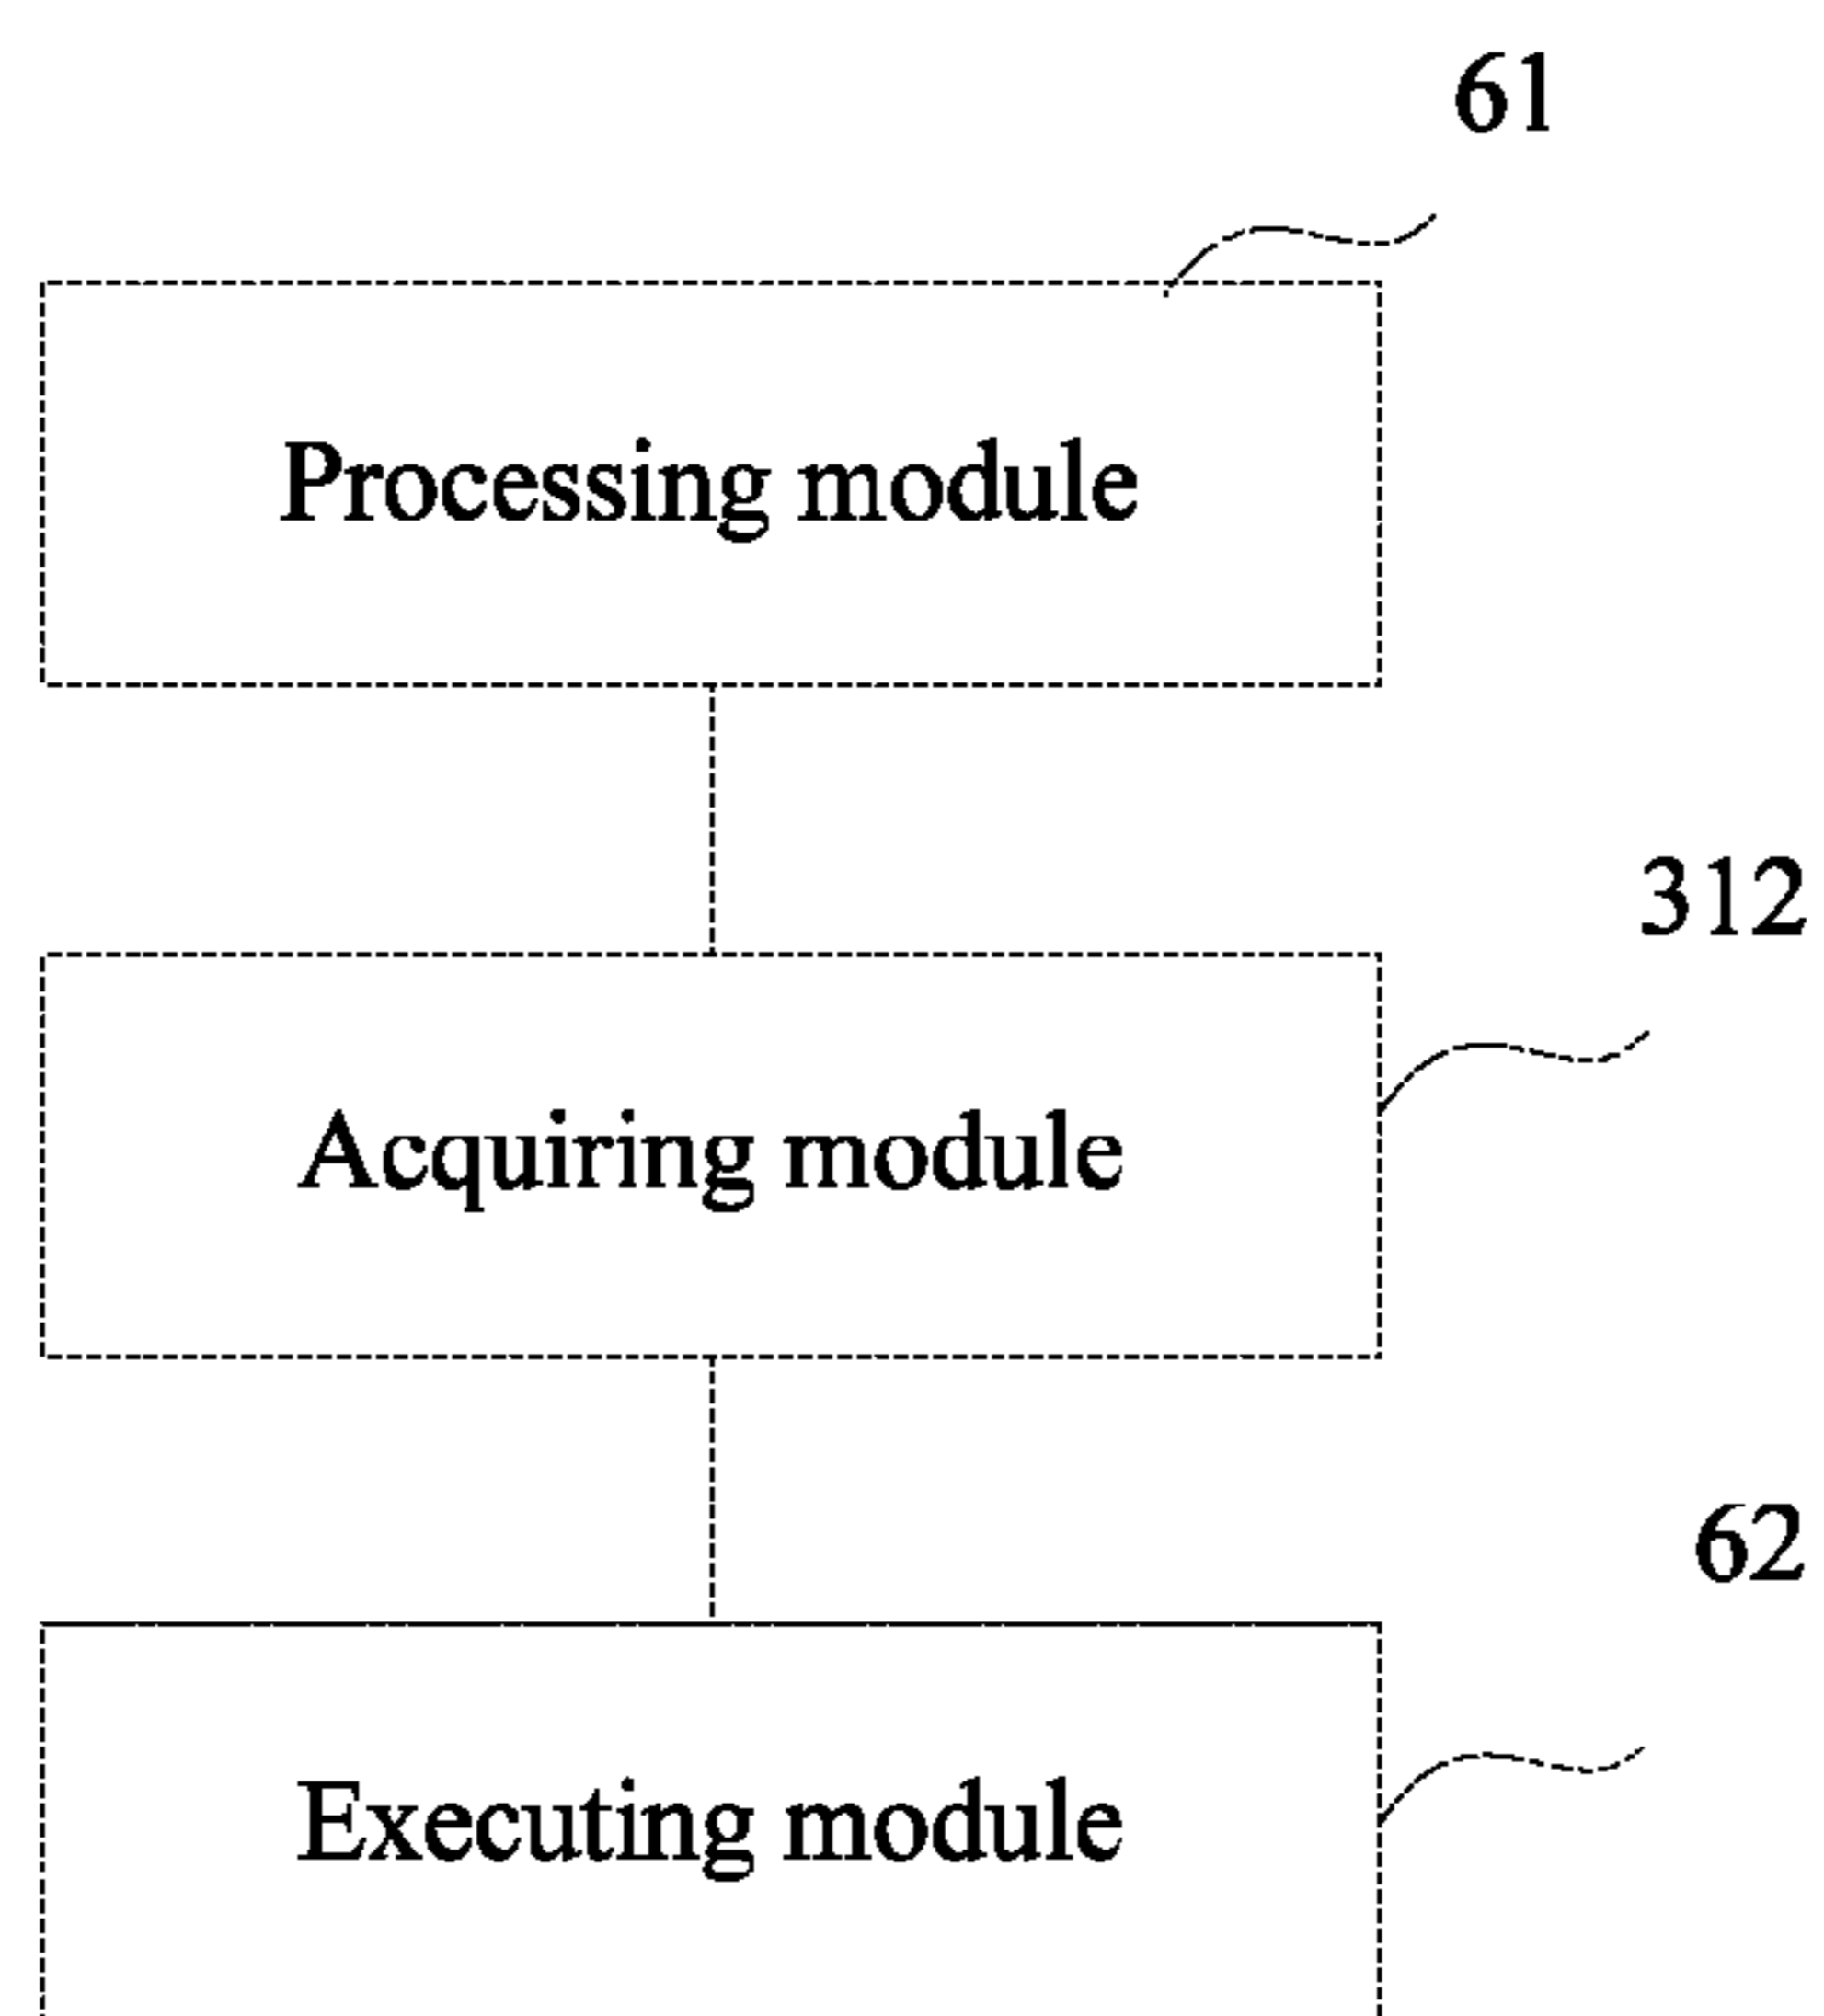 61
Processing module
312
Acquiring module
62
Executing module